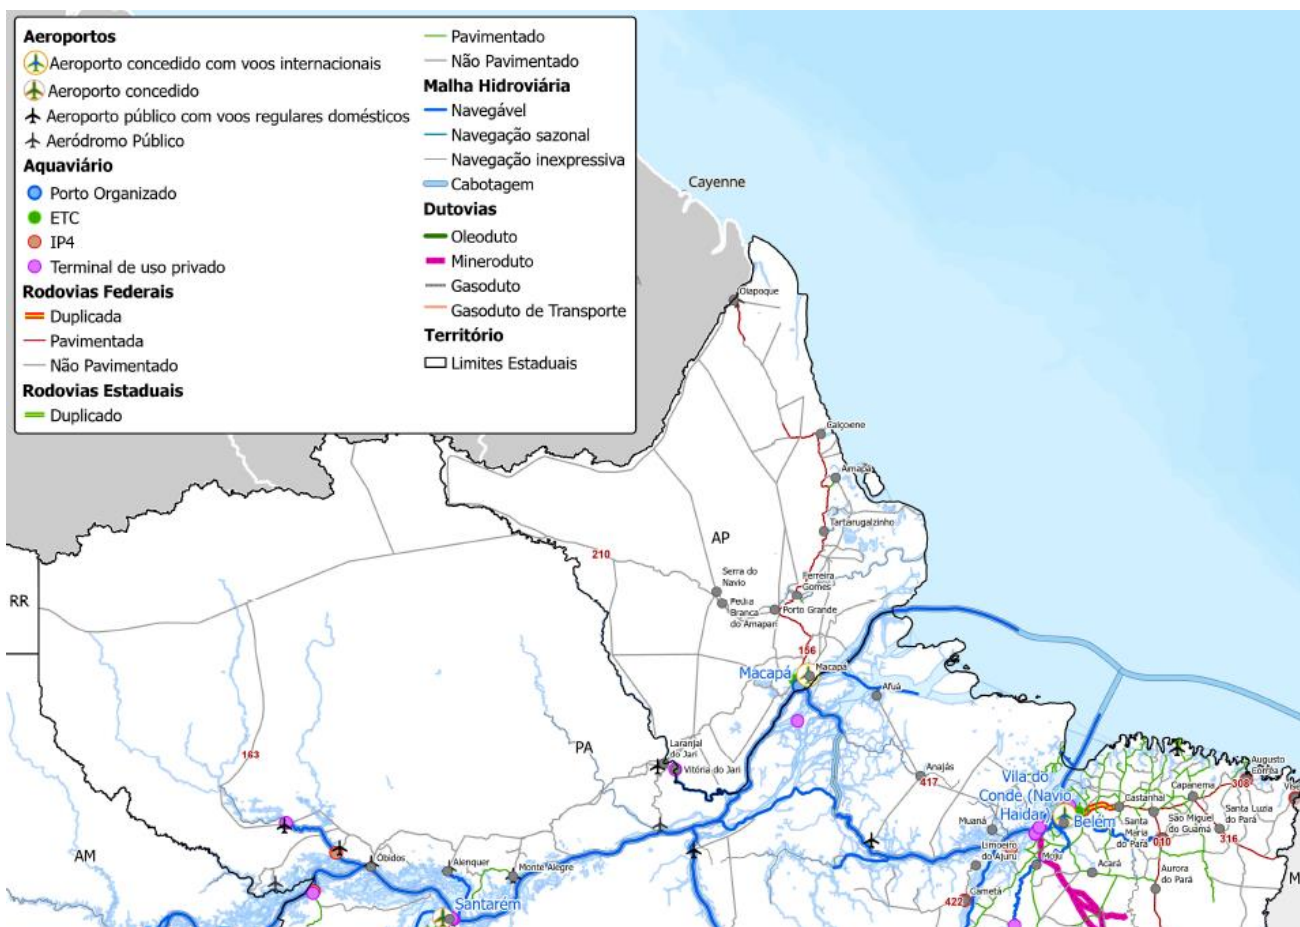 Aeroportos
Aeroporto concedido com voos internacionais
Aeroporto concedido
Aeroporto público com voos regulares domésticos
Aeródromo Público
Aquaviário
Porto Organizado
ETC
IP4
Terminal de uso privado
Rodovias Federais
Duplicada
Pavimentada
Não Pavimentado
Rodovias Estaduais
Duplicado
Pavimentado
Não Pavimentado
Malha Hidroviária
Navegável
Navegação sazonal
Navegação inexpressiva
Cabotagem
Dutovias
Oleoduto
Mineroduto
Gasoduto
Gasoduto de Transporte
Território
Limites Estaduais
Cayenne
Oiapoque
Calçoene
Amapá
Tartarugalzinho
AP
210
Serra do
Navio
Ferreira
Gomes
Pedra
Branca
do Amapari
Porto Grande
RR
156
Macapá
Macapá
Afuá
163
PA
Laranjal
do Jari
Vitória do Jari
Anajás
417
Vila do
Conde (Navio
Haidar)
Augusto
Corrêa
308
Capanema
Castanhal
Belém
Santa
Maria
do Pará
São Miguel
do Guamá
Santa Luzia
do Pará
316
010
Muaná
Limoeiro
do Ajuru
Moju
Acará
Aurora
do Pará
AM
Óbidos
Alenquer
Monte Alegre
Santarém
Cametá
422
M